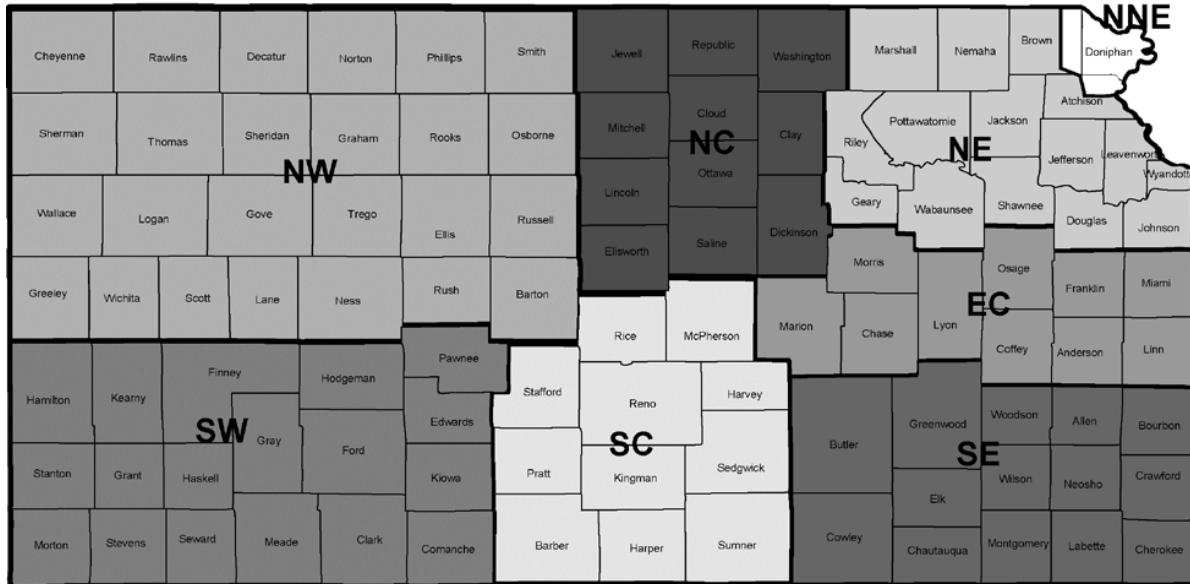 NNE
Cheyenne Rawlins Decatur Norton Phillips Smith Jewell Republic Washington Marshall Nemaha Brown Doniphan
Atchison
Sherman Thomas Sheridan Graham Rooks Osborne Mitchell Cloud Clay Riley Pottawatomie Jackson
NW NC NE
Jefferson Leavenwor
Wyandott
Lincoln Ottawa
Geary Wabaunsee Shawnee
Wallace Logan Gove Trego Ellis Russell Dickinson Douglas Johnson
Ellsworth Saline
Morris Osage
Greeley Wichita Scott Lane Ness Rush Barton Franklin Miami
EC
Marion Chase Lyon
Rice McPherson
Coffey Anderson Linn
Pawnee
Finney Hodgeman
Hamilton Kearny Stafford Reno Harvey
SW Gray Edwards
Ford
Greenwood Woodson Allen Bourbon
SC SE
Butler
Stanton Grant Haskell Kiowa Pratt Kingman Sedgwick Wilson Neosho Crawford
Elk
Morton Stevens Seward Meade Clark Comanche Barber Harper Sumner Cowley Chautauqua Montgomery Labette Cherokee